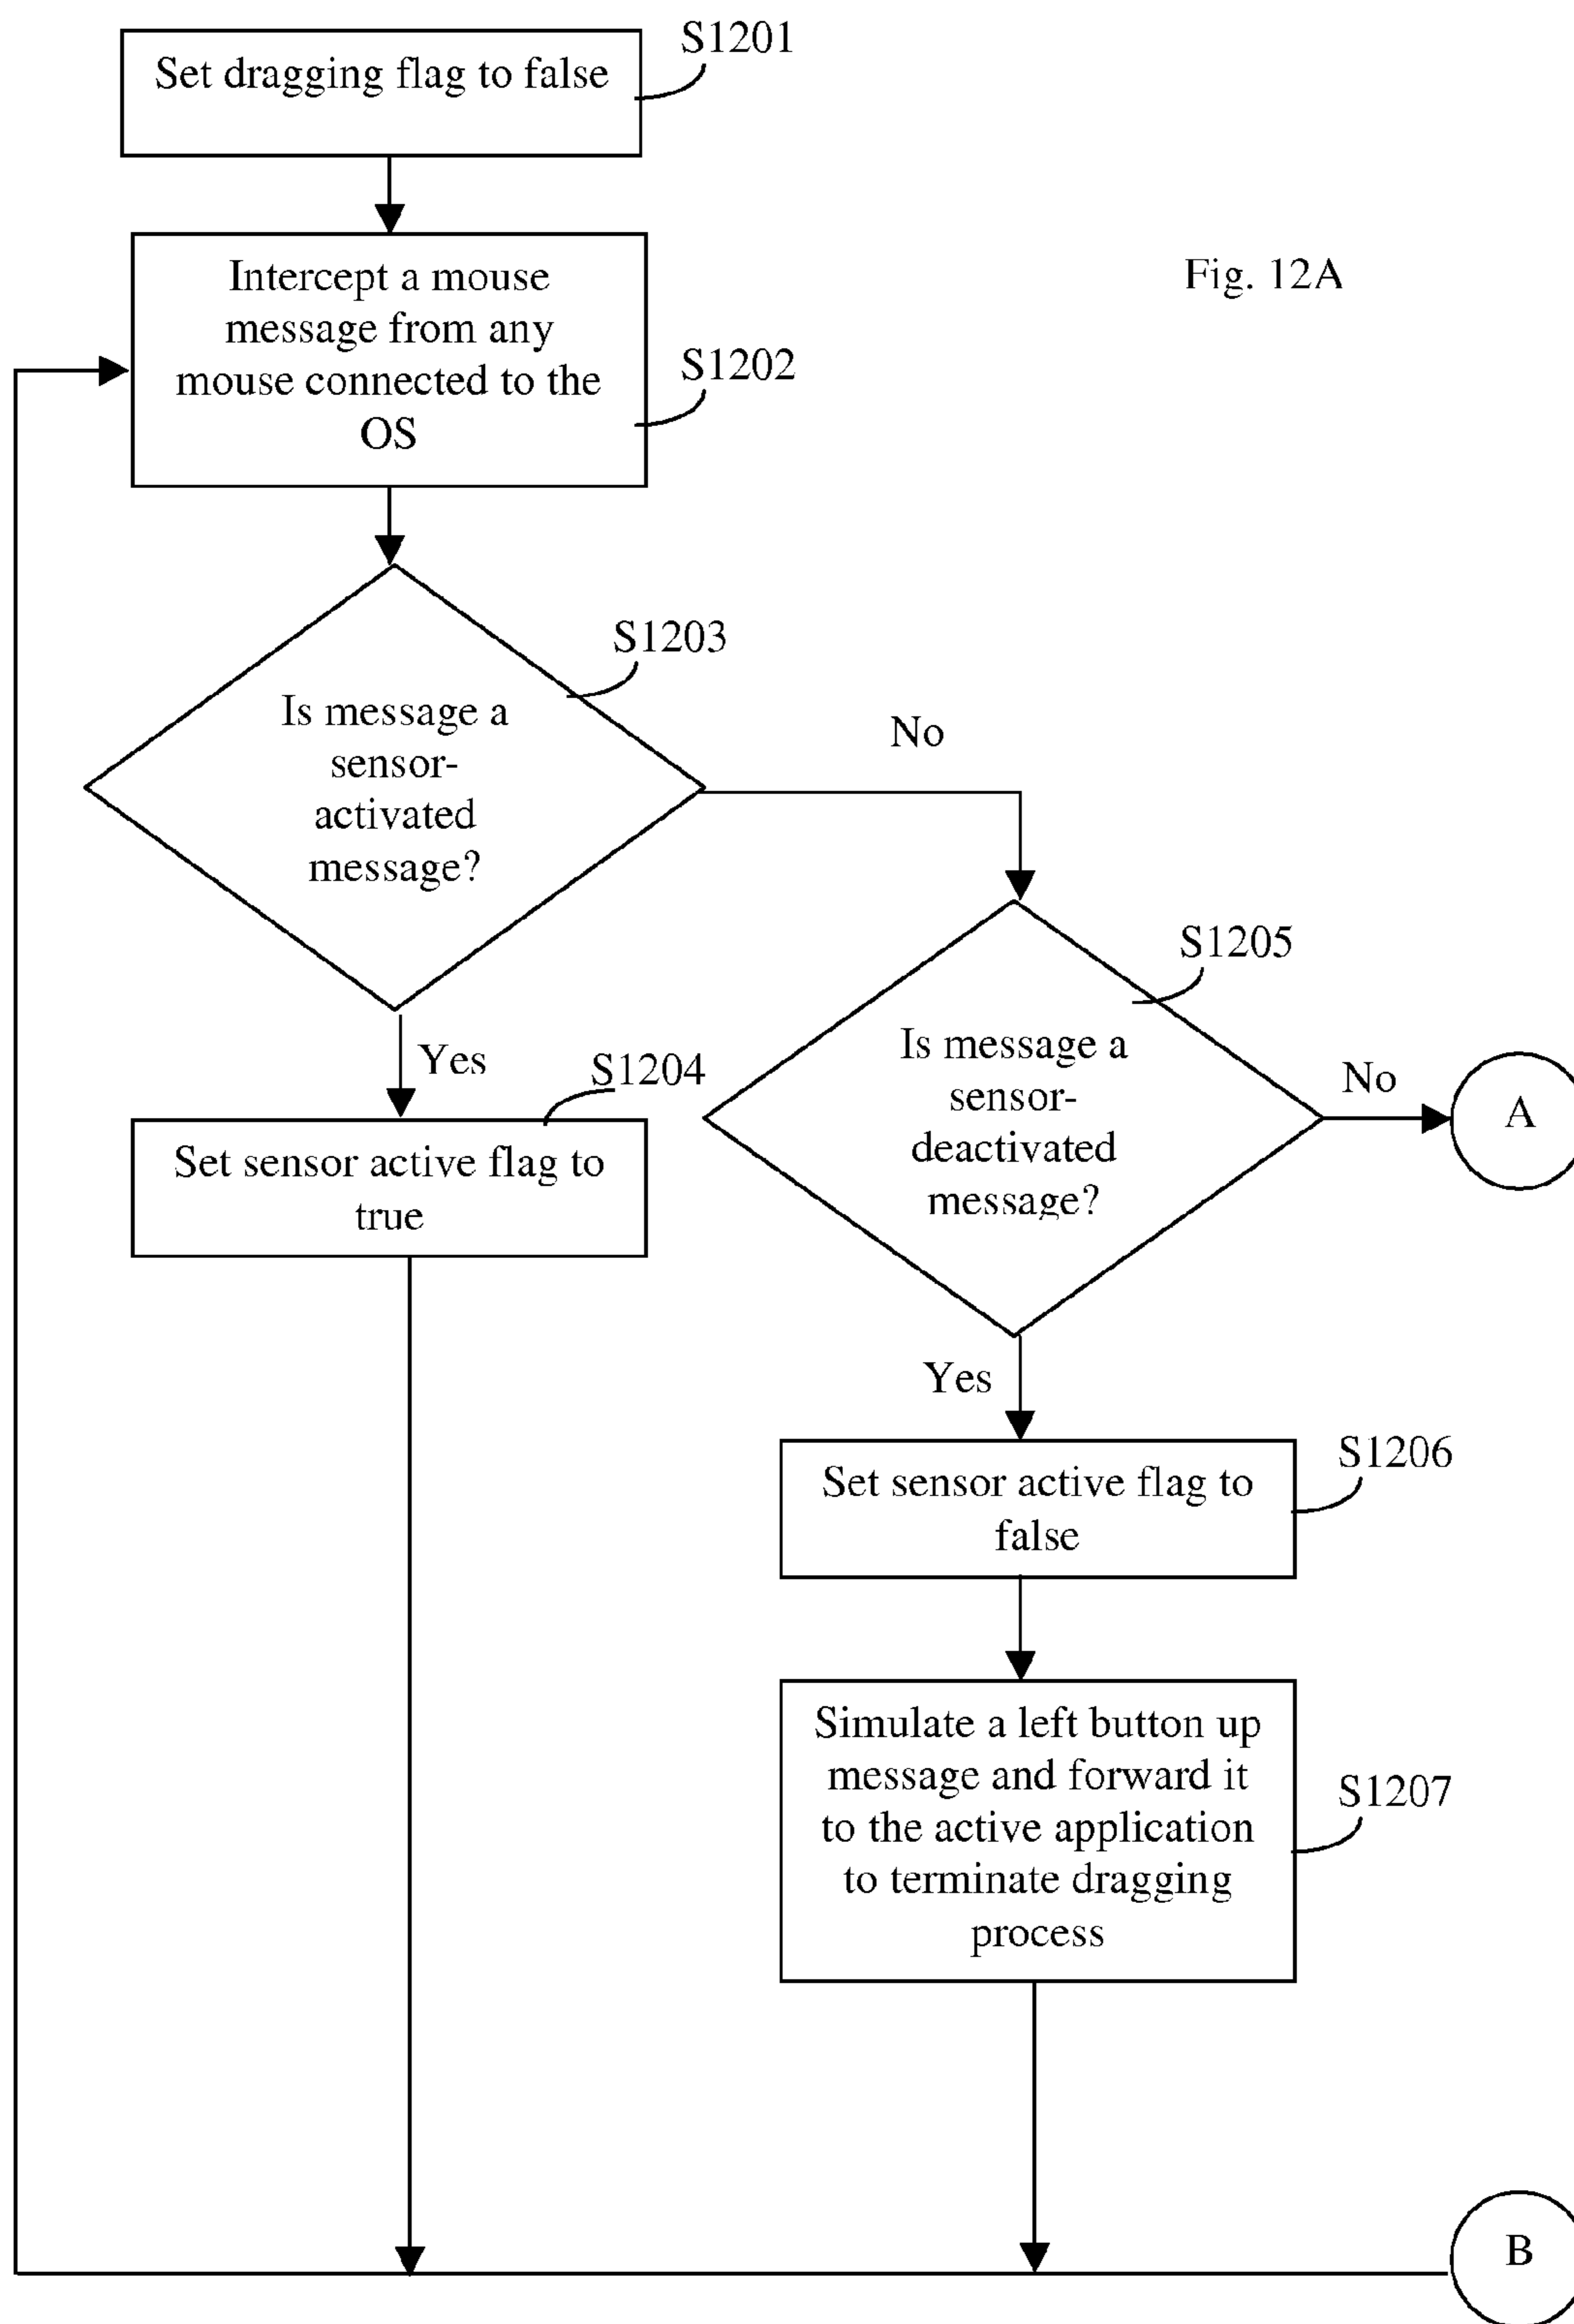 S1201
Set dragging flag to false
Fig. 12A
Intercept a mouse
message from any
mouse connected to the
OS
S1202
S1203
Is message a
sensor-
activated
message?
No
S1205
Is message a
sensor-
deactivated
message?
No
A
Yes
S1204
Set sensor active flag to
true
Yes
S1206
Set sensor active flag to
false
Simulate a left button up
message and forward it
to the active application
to terminate dragging
process
S1207
B